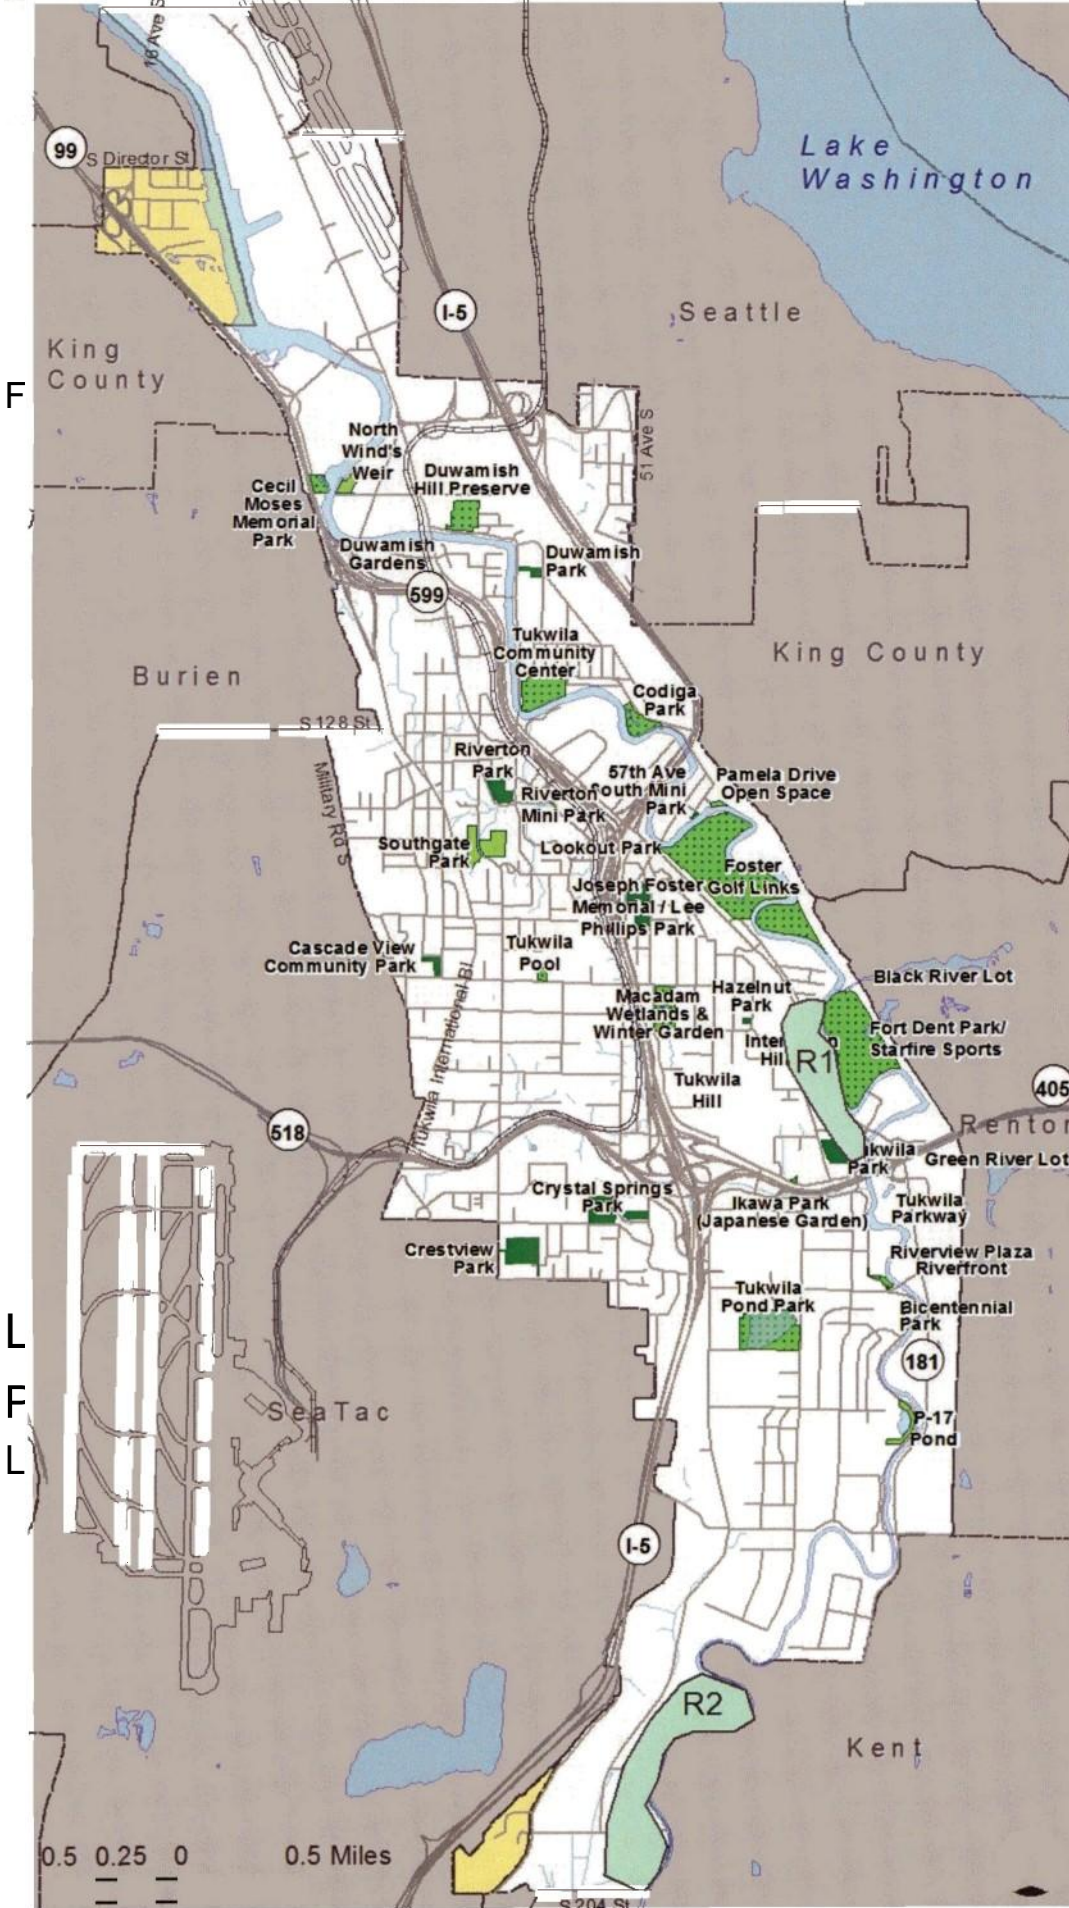 16 Ave S
99
S Director St
Lake
Washington
I-5
Seattle
King
County
F
51 Ave S
North
Wind's
Weir
Duwamish
Hill Preserve
Cecil
Moses
Memorial
Park
Duwamish
Gardens
Duwamish
Park
599
Tukwila
Community
Center
King County
Burien
Codiga
Park
S 128 St
Riverton
Park
57th Ave
South Mini
Park
Pamela Drive
Open Space
Military Rd S
Riverton
Mini Park
Southgate
Park
Lookout Park
Foster
Golf Links
Joseph Foster
Memorial / Lee
Phillips Park
Cascade View
Community Park
Tukwila
Pool
Black River Lot
Hazelnut
Park
Macadam
Wetlands &
Winter Garden
Fort Dent Park/
Starfire Sports
R1
Tukwila International Bl
Tukwila
Hill
405
518
Renton
Park
Green River Lot
Crystal Springs
Park
Ikawa Park
(Japanese Garden)
Tukwila
Parkway
Crestview
Park
Riverview Plaza
Riverfront
Tukwila
Pond Park
Bicentennial
Park
L
181
P
SeaTac
P-17
Pond
L
I-5
R2
Kent
0.5 0.25 0 0.5 Miles
S 204 St